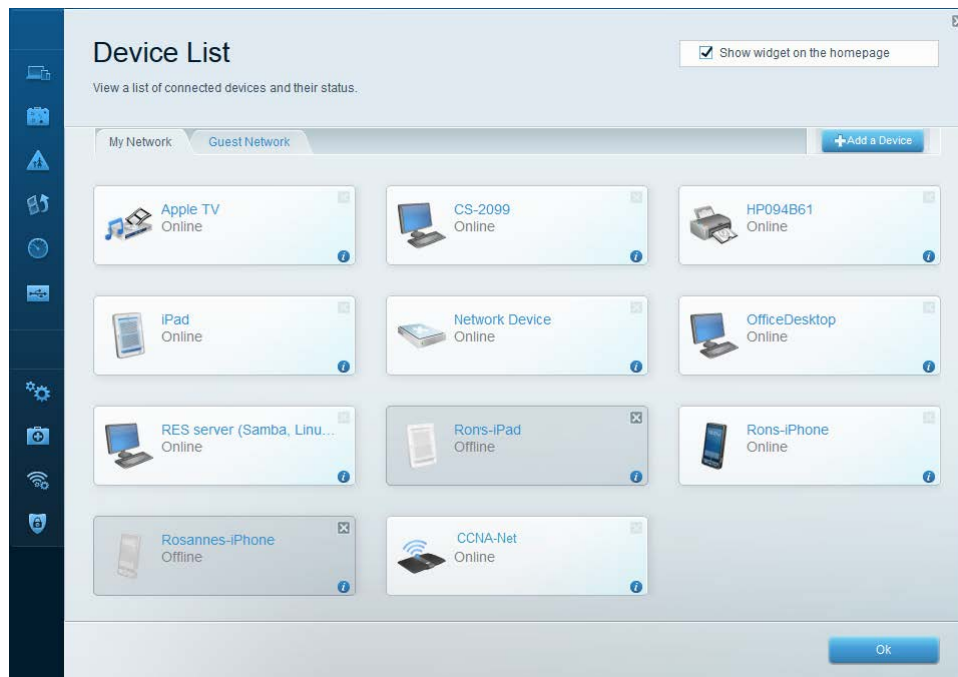 Device List
Show widget on the homepage
View a list of connected devices and their status.
My Network
Guest Network
Add a Device
Apple TV
Online
CS-2099
Online
HP094B61
Online
iPad
Online
Network Device
Online
OfficeDesktop
Online
RES server (Samba, Linu...
Online
Rons-iPad
Offline
Rons-iPhone
Online
Rosannes-iPhone
Offline
CCNA-Net
Online
Ok